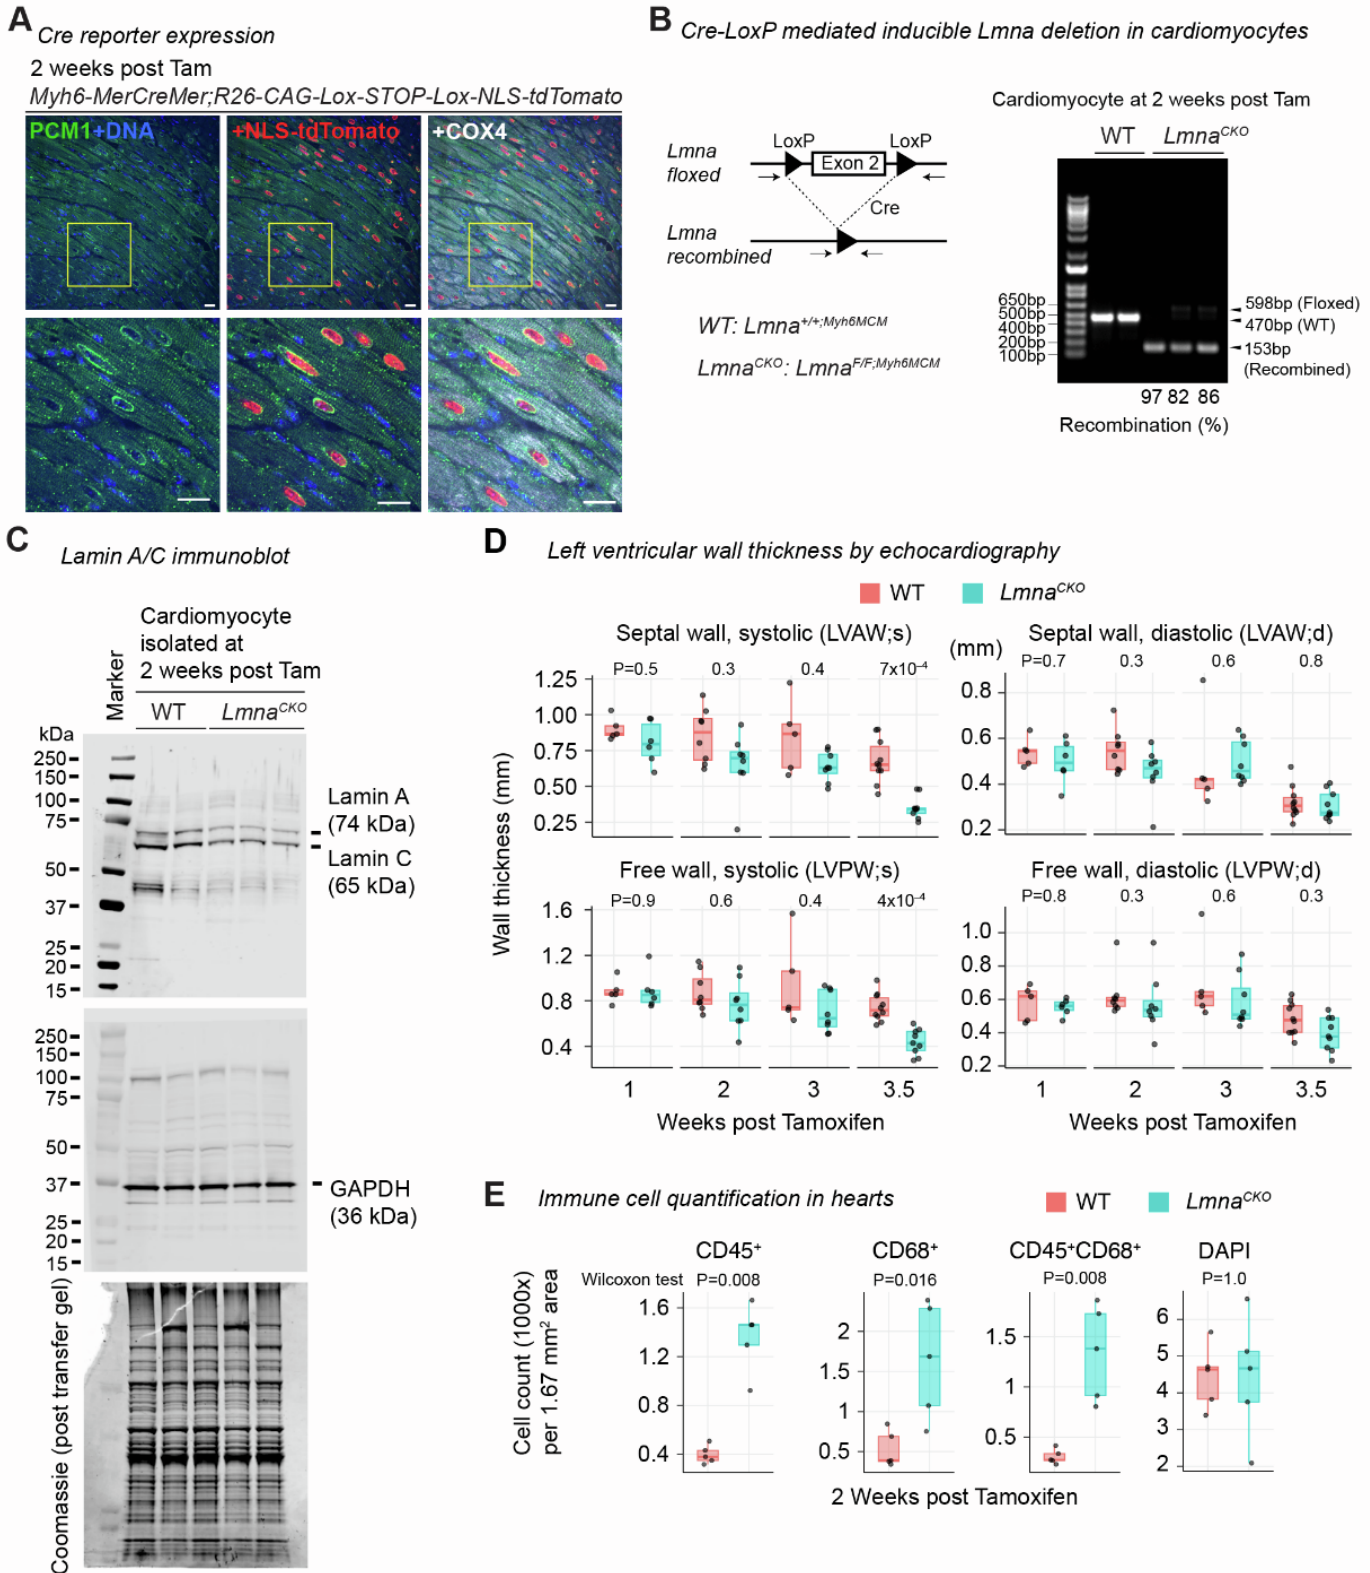 A
Cre reporter expression
2 weeks post Tam
Myh6-MerCreMer;R26-CAG-Lox-STOP-Lox-NLS-tdTomato
PCM1+DNA
+NLS-tdTomato
+COX4
B
Cre-LoxP mediated inducible Lmna deletion in cardiomyocytes
Lmna
floxed
LoxP
Exon 2
LoxP
Cre
Lmna
recombined
WT: Lmna+/+;Myh6MCM
LmnaCKO: LmnaF/F;Myh6MCM
Cardiomyocyte at 2 weeks post Tam
WT
LmnaCKO
650bp
500bp
400bp
200bp
100bp
598bp (Floxed)
470bp (WT)
153bp
(Recombined)
97 82 86
Recombination (%)
C
Lamin A/C immunoblot
Cardiomyocyte
isolated at
2 weeks post Tam
Marker
WT
LmnaCKO
kDa
250
150
100
75
50
37
25
20
15
Lamin A
(74 kDa)
Lamin C
(65 kDa)
250
150
100
75
50
37
25
20
15
GAPDH
(36 kDa)
Coomassie (post transfer gel)
D
Left ventricular wall thickness by echocardiography
WT
LmnaCKO
Wall thickness (mm)
Septal wall, systolic (LVAW;s)
P=0.5 0.3 0.4 7x10⁻⁴
1.25
1.00
0.75
0.50
0.25
(mm)
Septal wall, diastolic (LVAW;d)
P=0.7 0.3 0.6 0.8
0.8
0.6
0.4
0.2
Free wall, systolic (LVPW;s)
P=0.9 0.6 0.4 4x10⁻⁴
1.6
1.2
0.8
0.4
1 2 3 3.5
Weeks post Tamoxifen
Free wall, diastolic (LVPW;d)
P=0.8 0.3 0.6 0.3
1.0
0.8
0.6
0.4
0.2
1 2 3 3.5
Weeks post Tamoxifen
E
Immune cell quantification in hearts
WT
LmnaCKO
Cell count (1000x)
per 1.67 mm² area
Wilcoxon test
CD45⁺
P=0.008
1.6
1.2
0.8
0.4
CD68⁺
P=0.016
2
1.5
1
0.5
CD45⁺CD68⁺
P=0.008
1.5
1
0.5
DAPI
P=1.0
6
5
4
3
2
2 Weeks post Tamoxifen